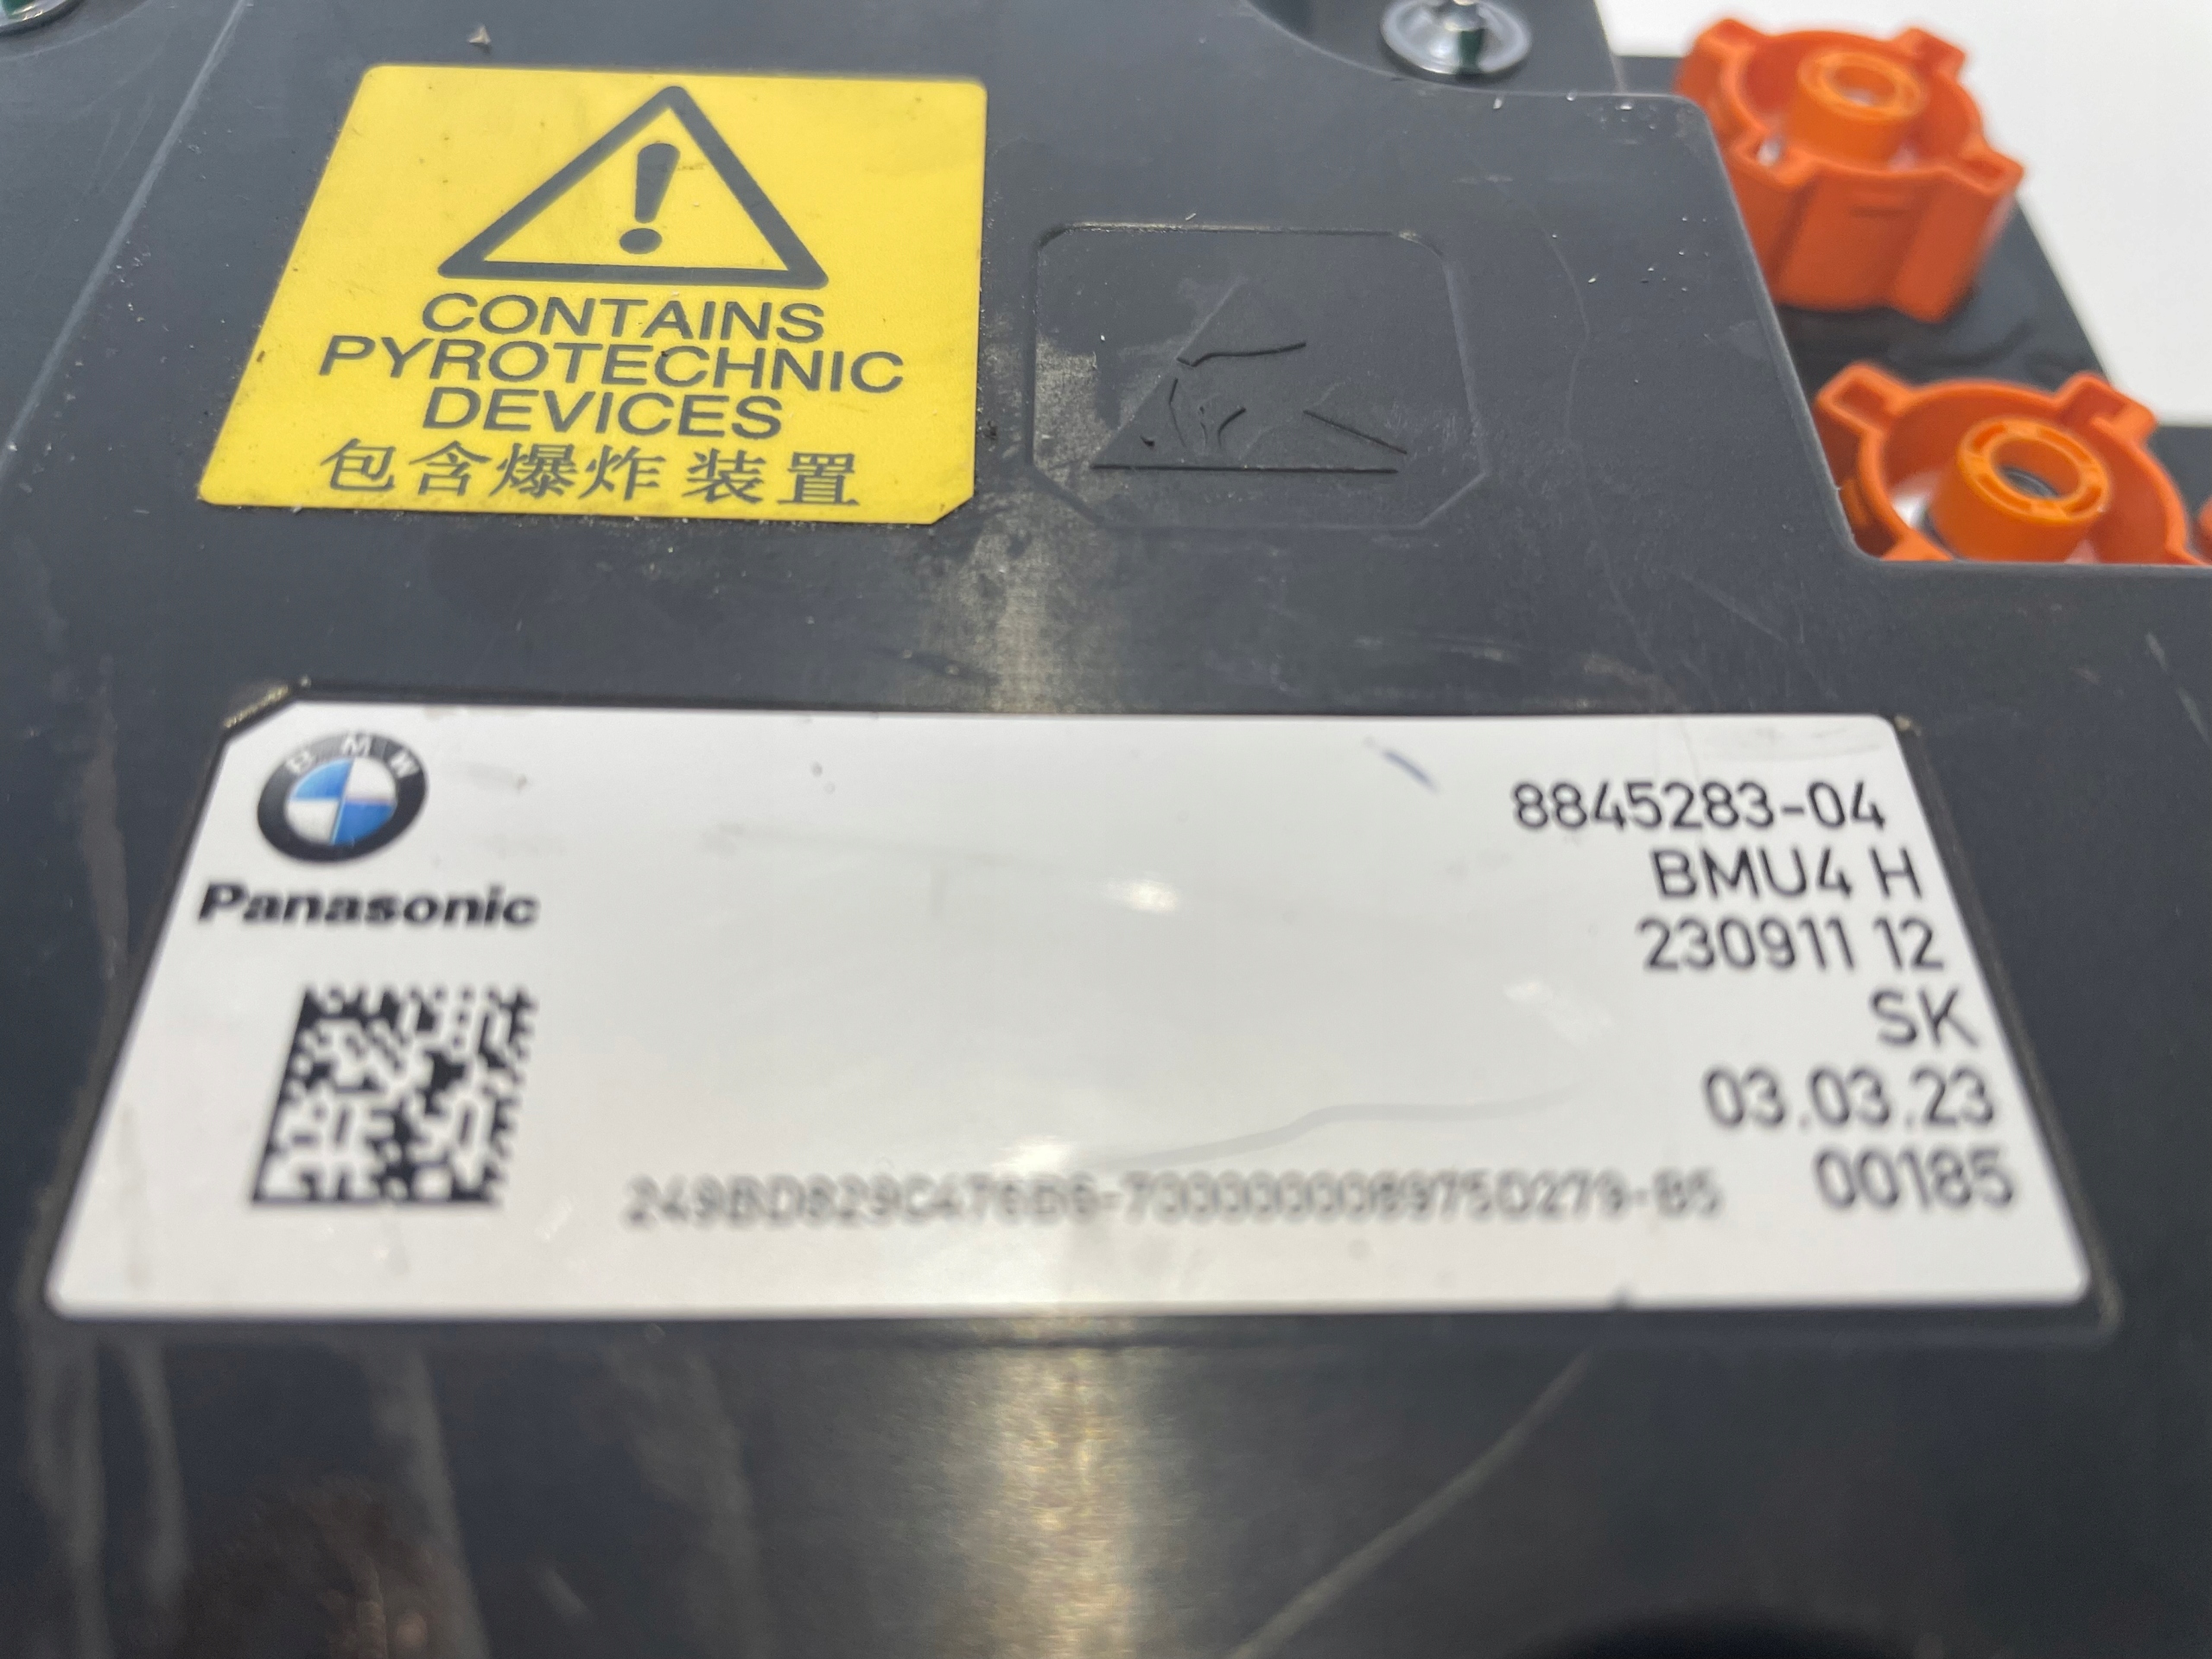 CONTAINS
PYROTECHNIC
DEVICES
包含爆炸装置
BMW
Panasonic
8845283-04
BMU4 H
230911 12
SK
03.03.23
00185